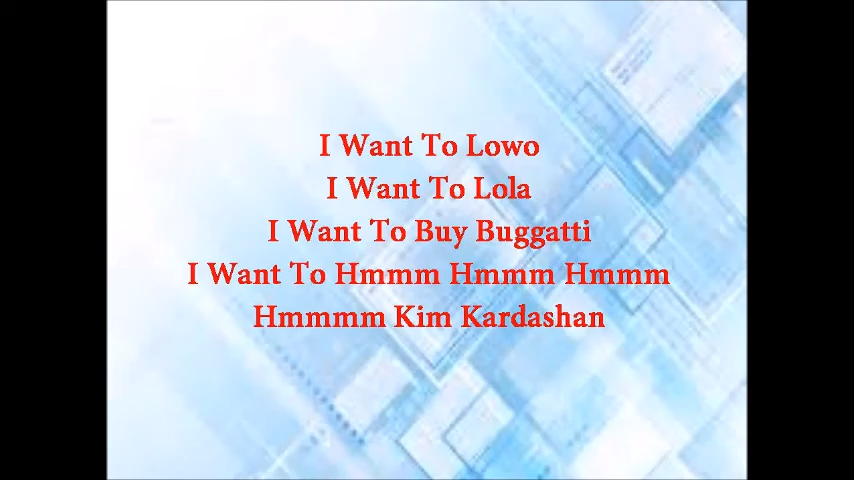 I Want To Lowo
I Want To Lola
I Want To Buy Buggatti
I Want To Hmmm Hmmm Hmmm
Hmmmm Kim Kardashan